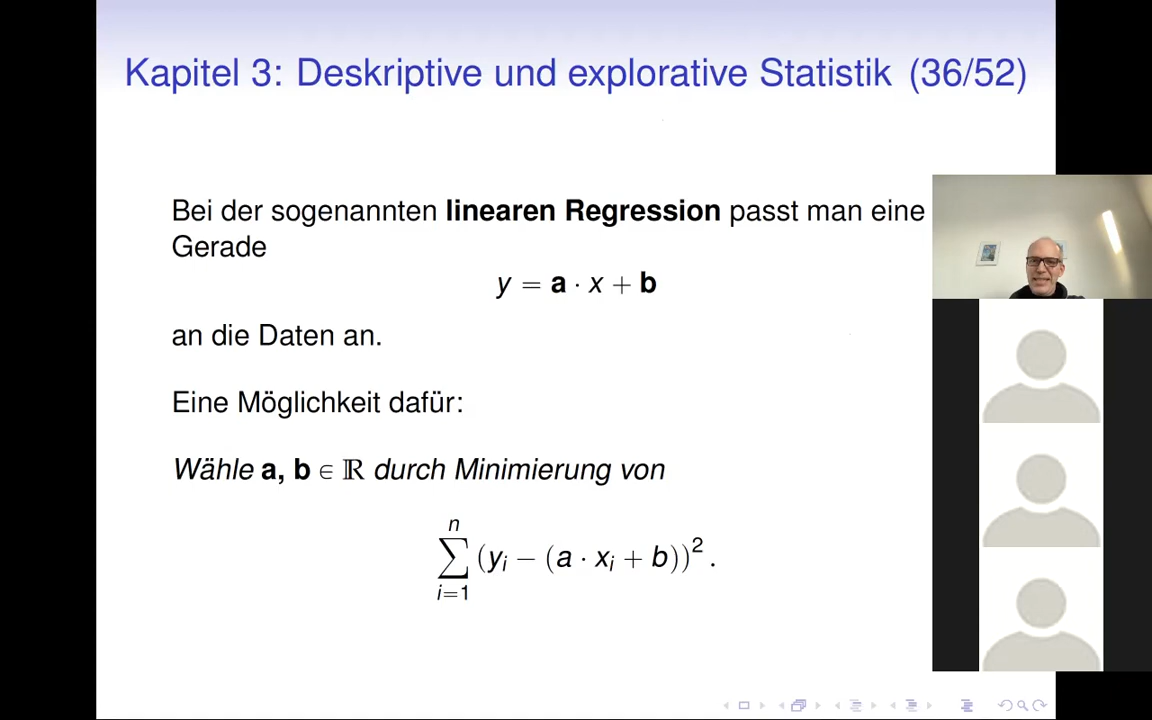 Kapitel 3: Deskriptive und explorative Statistik (36/52)
Bei der sogenannten linearen Regression passt man eine
Gerade
y = a · x + b
an die Daten an.
Eine Möglichkeit dafür:
Wähle a, b ∈ ℝ durch Minimierung von
n
∑ (yᵢ − (a · xᵢ + b))² .
i=1